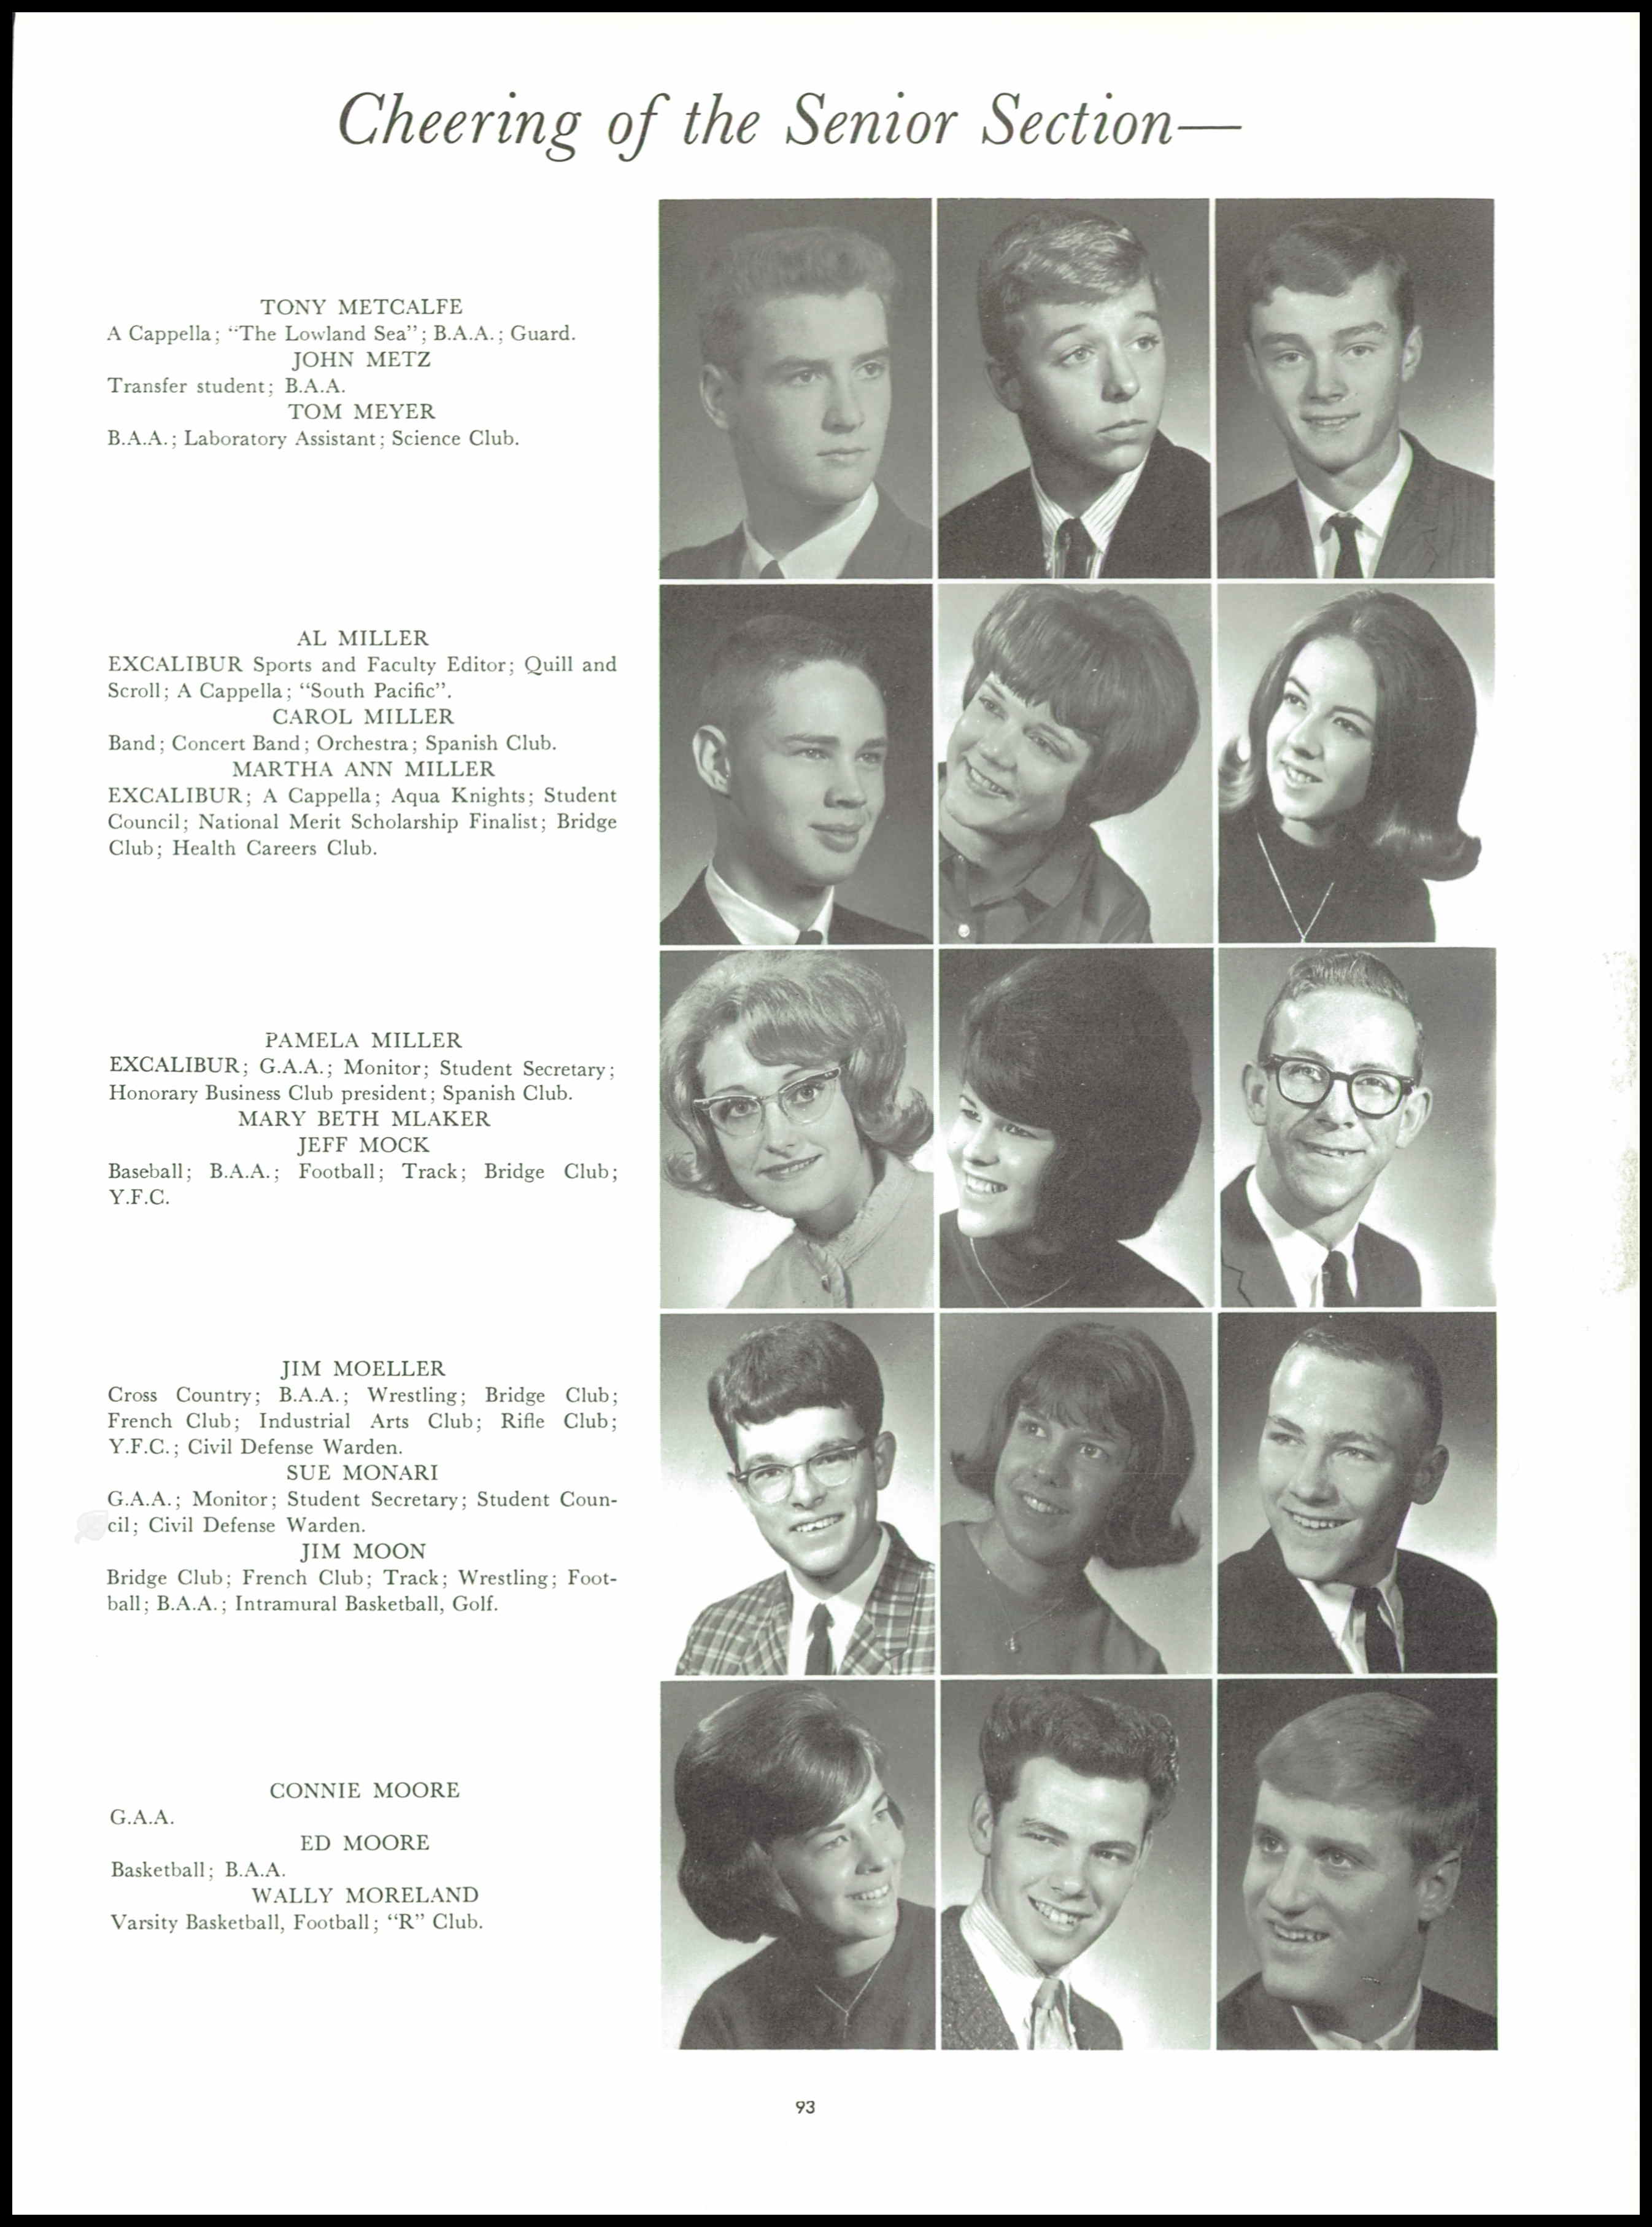 Cheering of the Senior Section—
TONY METCALFE
A Cappella; "The Lowland Sea"; B.A.A.; Guard.
JOHN METZ
Transfer student; B.A.A.
TOM MEYER
B.A.A.; Laboratory Assistant; Science Club.
AL MILLER
EXCALIBUR Sports and Faculty Editor; Quill and
Scroll; A Cappella; "South Pacific".
CAROL MILLER
Band; Concert Band; Orchestra; Spanish Club.
MARTHA ANN MILLER
EXCALIBUR; A Cappella; Aqua Knights; Student
Council; National Merit Scholarship Finalist; Bridge
Club; Health Careers Club.
PAMELA MILLER
EXCALIBUR; G.A.A.; Monitor; Student Secretary;
Honorary Business Club president; Spanish Club.
MARY BETH MLAKER
JEFF MOCK
Baseball; B.A.A.; Football; Track; Bridge Club;
Y.F.C.
JIM MOELLER
Cross Country; B.A.A.; Wrestling; Bridge Club;
French Club; Industrial Arts Club; Rifle Club;
Y.F.C.; Civil Defense Warden.
SUE MONARI
G.A.A.; Monitor; Student Secretary; Student Coun-
cil; Civil Defense Warden.
JIM MOON
Bridge Club; French Club; Track; Wrestling; Foot-
ball; B.A.A.; Intramural Basketball, Golf.
CONNIE MOORE
G.A.A.
ED MOORE
Basketball; B.A.A.
WALLY MORELAND
Varsity Basketball, Football; "R" Club.
93